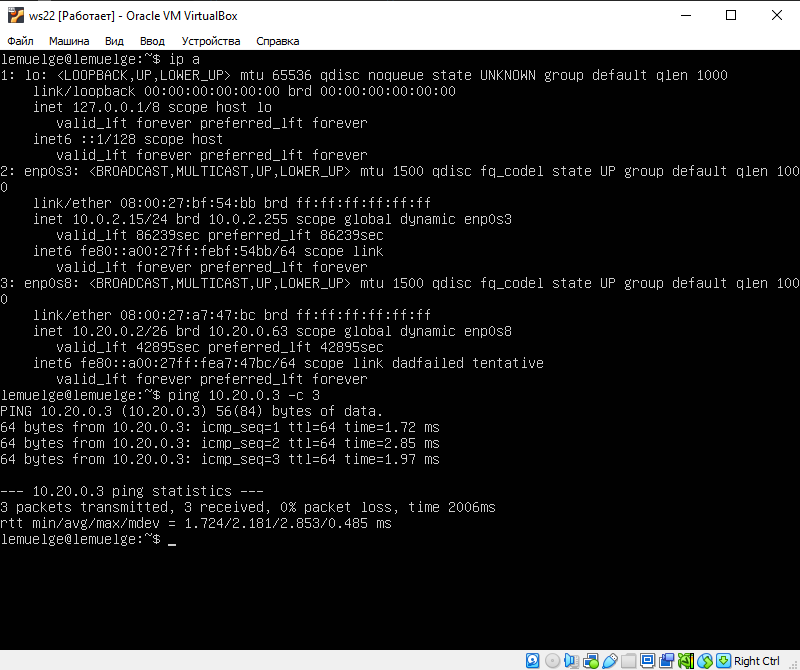 ws22 [Работает] - Oracle VM VirtualBox
Файл Машина Вид Ввод Устройства Справка
lemuelge@lemuelge:~$ ip a
1: lo: <LOOPBACK,UP,LOWER_UP> mtu 65536 qdisc noqueue state UNKNOWN group default qlen 1000
    link/loopback 00:00:00:00:00:00 brd 00:00:00:00:00:00
    inet 127.0.0.1/8 scope host lo
       valid_lft forever preferred_lft forever
    inet6 ::1/128 scope host
       valid_lft forever preferred_lft forever
2: enp0s3: <BROADCAST,MULTICAST,UP,LOWER_UP> mtu 1500 qdisc fq_codel state UP group default qlen 100
0
    link/ether 08:00:27:bf:54:bb brd ff:ff:ff:ff:ff:ff
    inet 10.0.2.15/24 brd 10.0.2.255 scope global dynamic enp0s3
       valid_lft 86239sec preferred_lft 86239sec
    inet6 fe80::a00:27ff:febf:54bb/64 scope link
       valid_lft forever preferred_lft forever
3: enp0s8: <BROADCAST,MULTICAST,UP,LOWER_UP> mtu 1500 qdisc fq_codel state UP group default qlen 100
0
    link/ether 08:00:27:a7:47:bc brd ff:ff:ff:ff:ff:ff
    inet 10.20.0.2/26 brd 10.20.0.63 scope global dynamic enp0s8
       valid_lft 42895sec preferred_lft 42895sec
    inet6 fe80::a00:27ff:fea7:47bc/64 scope link dadfailed tentative
       valid_lft forever preferred_lft forever
lemuelge@lemuelge:~$ ping 10.20.0.3 -c 3
PING 10.20.0.3 (10.20.0.3) 56(84) bytes of data.
64 bytes from 10.20.0.3: icmp_seq=1 ttl=64 time=1.72 ms
64 bytes from 10.20.0.3: icmp_seq=2 ttl=64 time=2.85 ms
64 bytes from 10.20.0.3: icmp_seq=3 ttl=64 time=1.97 ms

--- 10.20.0.3 ping statistics ---
3 packets transmitted, 3 received, 0% packet loss, time 2006ms
rtt min/avg/max/mdev = 1.724/2.181/2.853/0.485 ms
lemuelge@lemuelge:~$ _
Right Ctrl